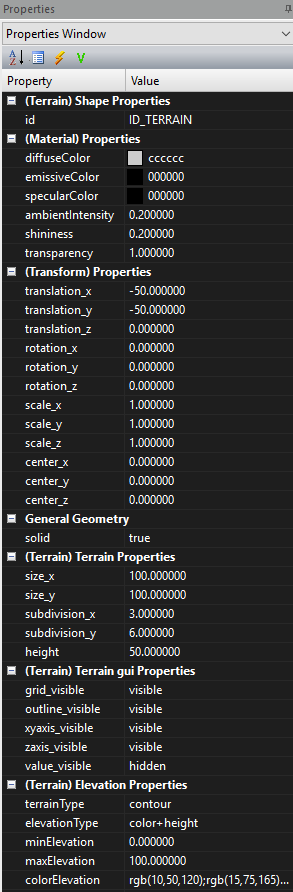 Properties
Properties Window
Property Value
(Terrain) Shape Properties
id ID_TERRAIN
(Material) Properties
diffuseColor cccccc
emissiveColor 000000
specularColor 000000
ambientIntensity 0.200000
shininess 0.200000
transparency 1.000000
(Transform) Properties
translation_x -50.000000
translation_y -50.000000
translation_z 0.000000
rotation_x 0.000000
rotation_y 0.000000
rotation_z 0.000000
scale_x 1.000000
scale_y 1.000000
scale_z 1.000000
center_x 0.000000
center_y 0.000000
center_z 0.000000
General Geometry
solid true
(Terrain) Terrain Properties
size_x 100.000000
size_y 100.000000
subdivision_x 3.000000
subdivision_y 6.000000
height 50.000000
(Terrain) Terrain gui Properties
grid_visible visible
outline_visible visible
xyaxis_visible visible
zaxis_visible visible
value_visible hidden
(Terrain) Elevation Properties
terrainType contour
elevationType color+height
minElevation 0.000000
maxElevation 100.000000
colorElevation rgb(10,50,120);rgb(15,75,165)...